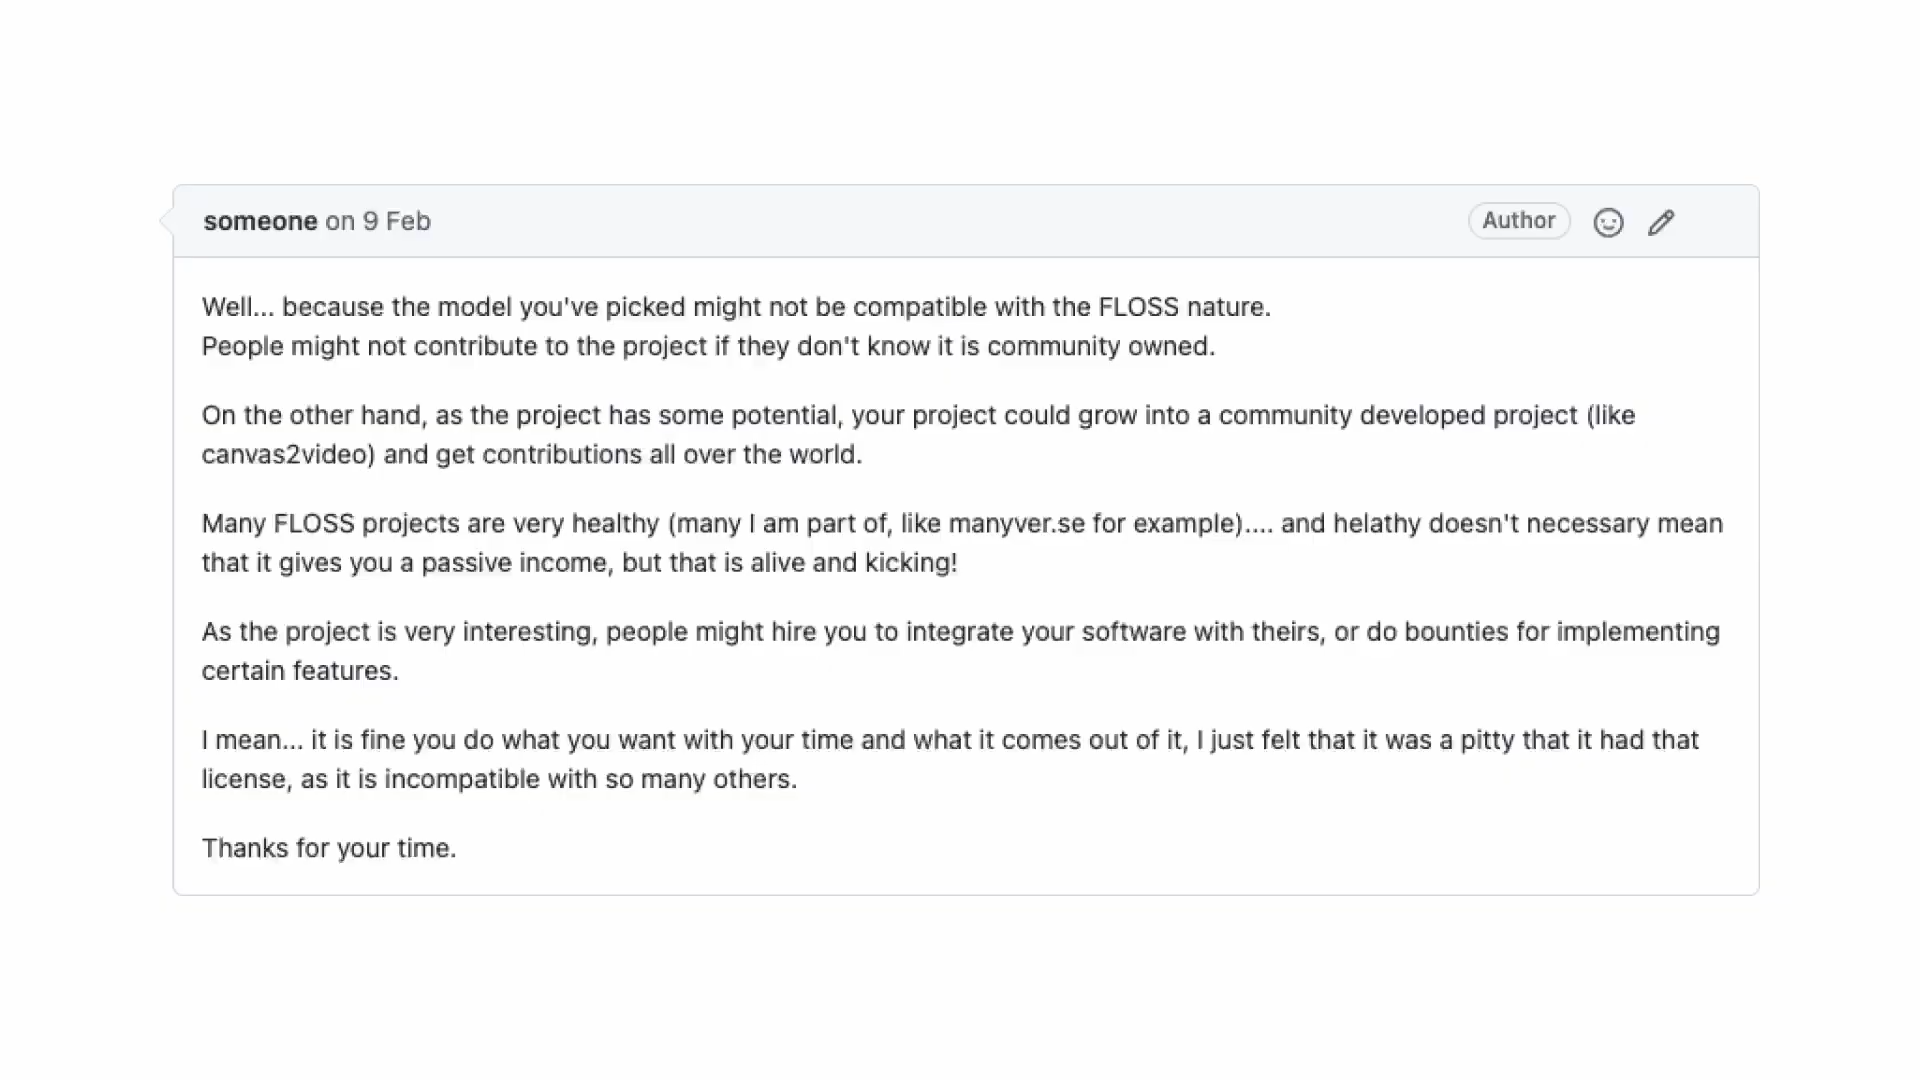 someone on 9 Feb
Author
Well... because the model you've picked might not be compatible with the FLOSS nature.
People might not contribute to the project if they don't know it is community owned.
On the other hand, as the project has some potential, your project could grow into a community developed project (like
canvas2video) and get contributions all over the world.
Many FLOSS projects are very healthy (many I am part of, like manyver.se for example).... and helathy doesn't necessary mean
that it gives you a passive income, but that is alive and kicking!
As the project is very interesting, people might hire you to integrate your software with theirs, or do bounties for implementing
certain features.
I mean... it is fine you do what you want with your time and what it comes out of it, I just felt that it was a pitty that it had that
license, as it is incompatible with so many others.
Thanks for your time.